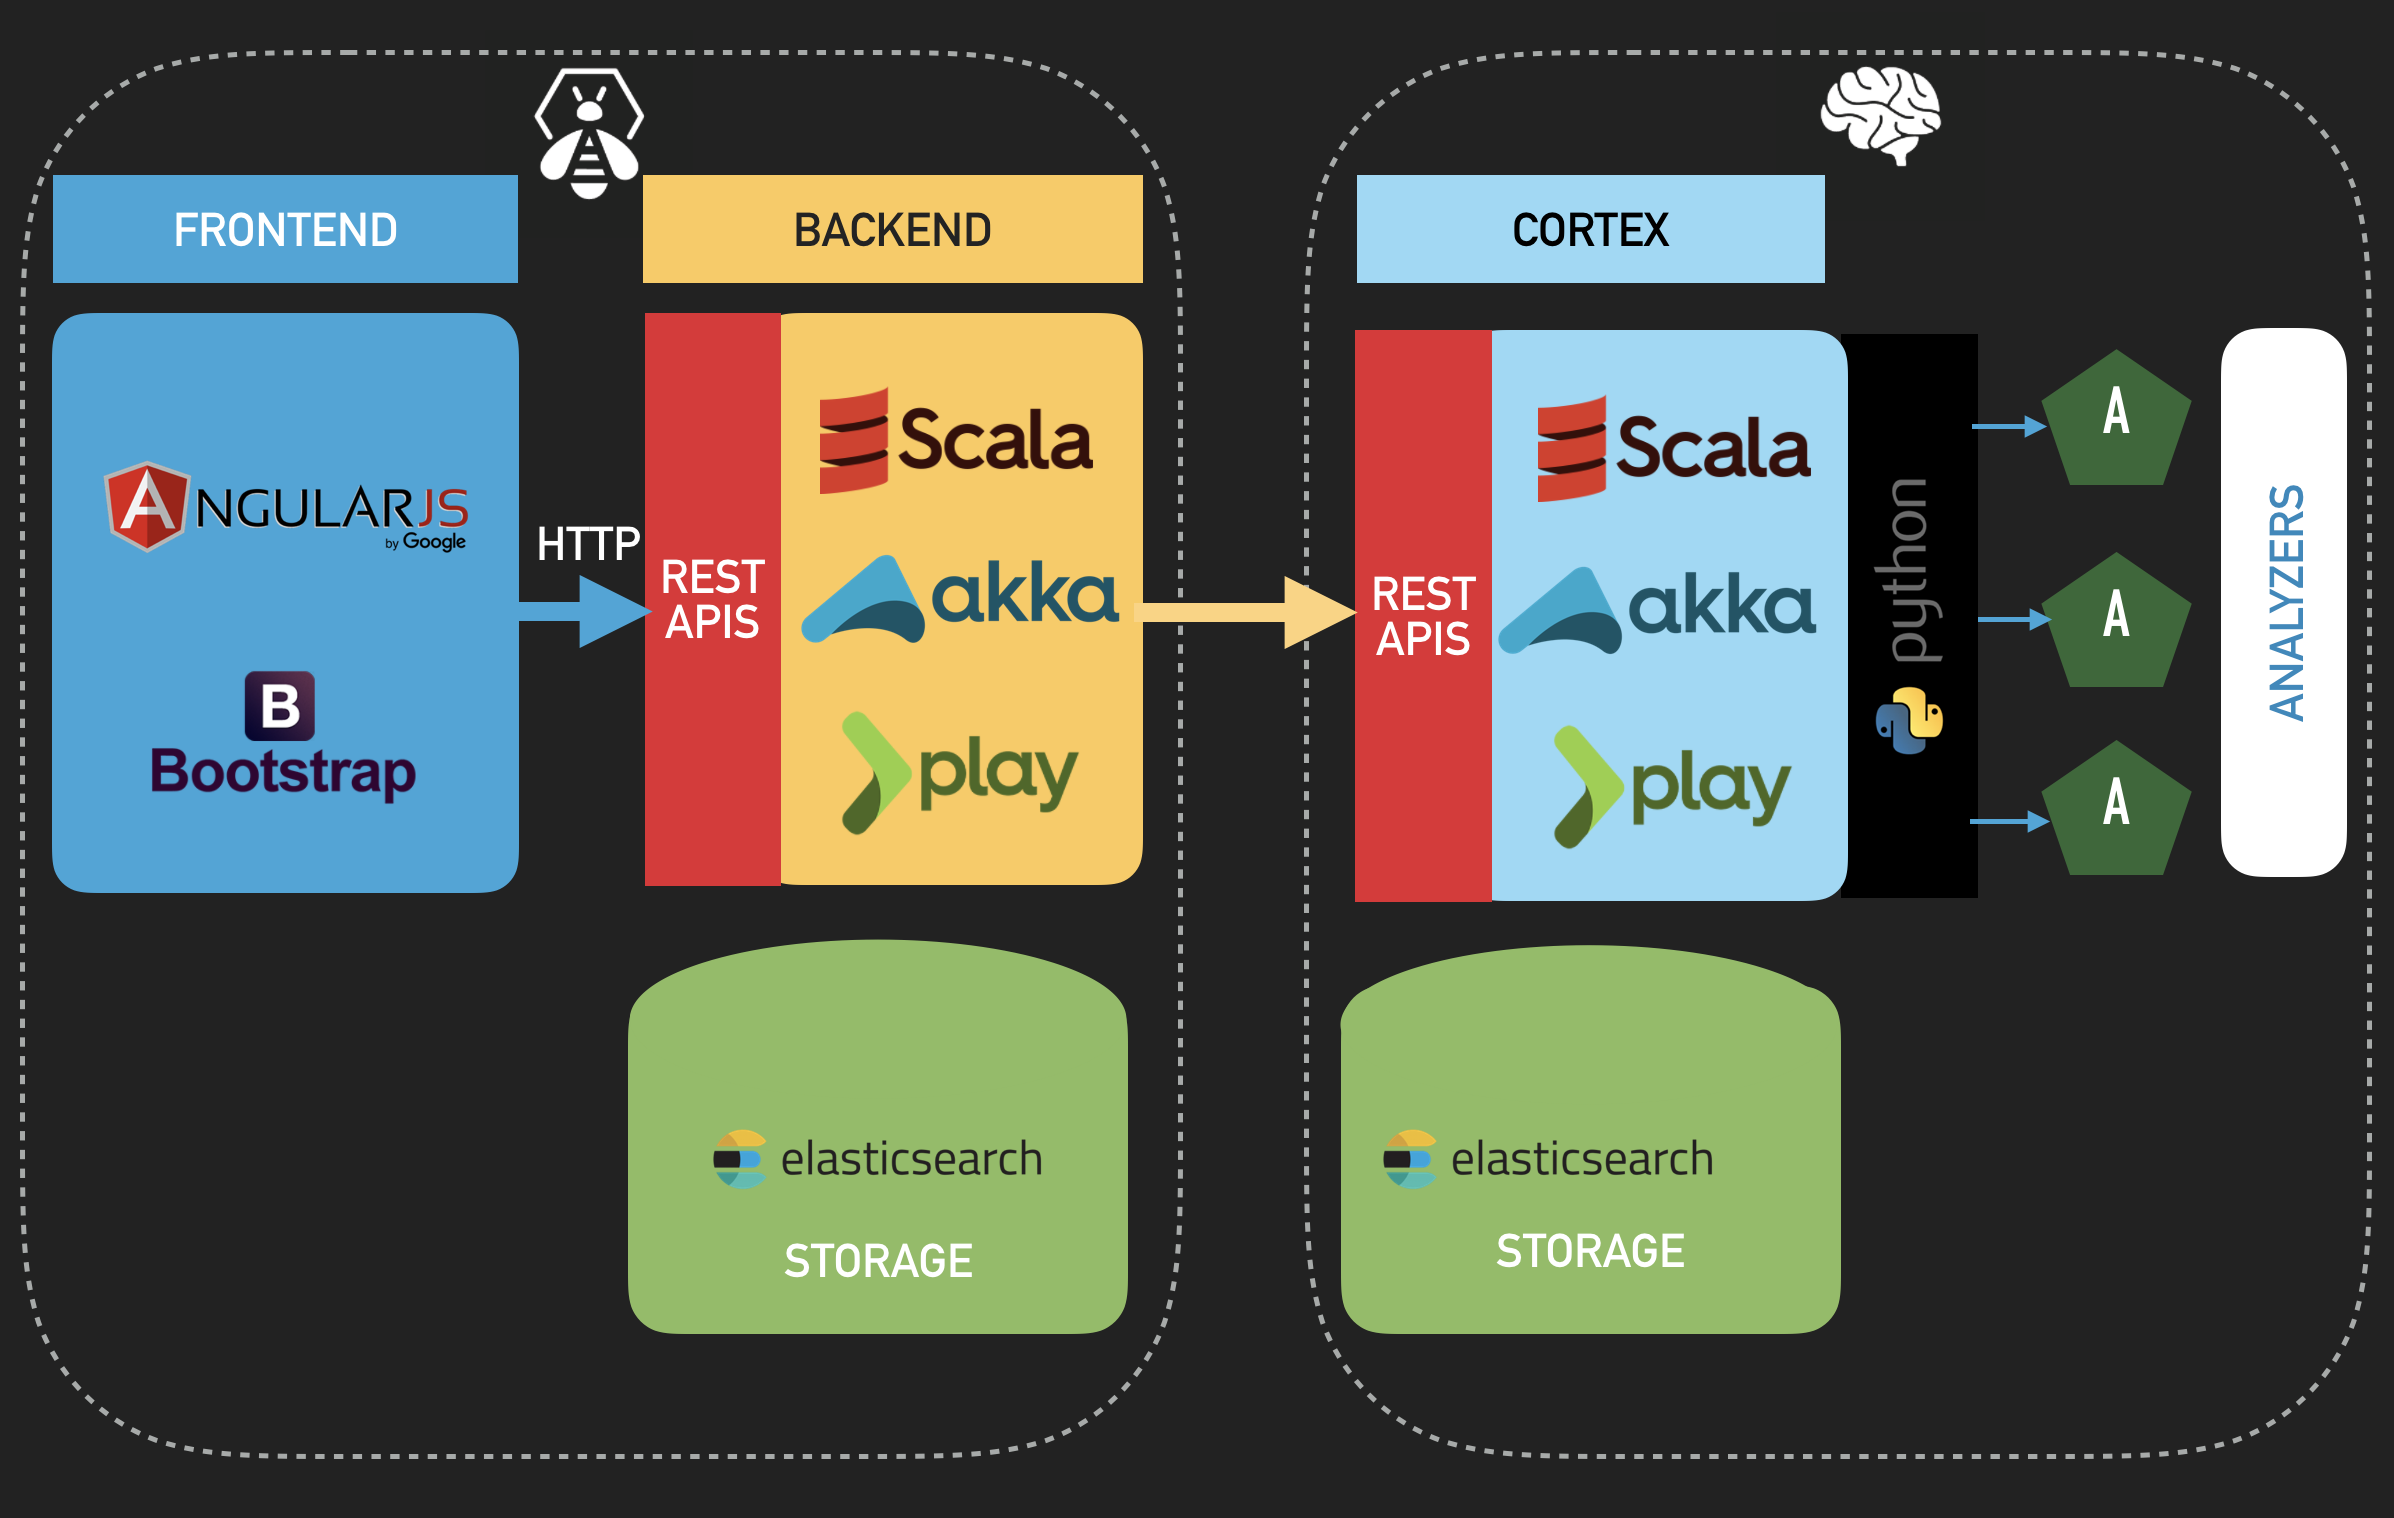 FRONTEND
BACKEND
CORTEX
ANGULARJS
by Google
B
Bootstrap
HTTP
REST
APIS
Scala
akka
play
elasticsearch
STORAGE
REST
APIS
Scala
akka
play
python
elasticsearch
STORAGE
A
A
A
ANALYZERS